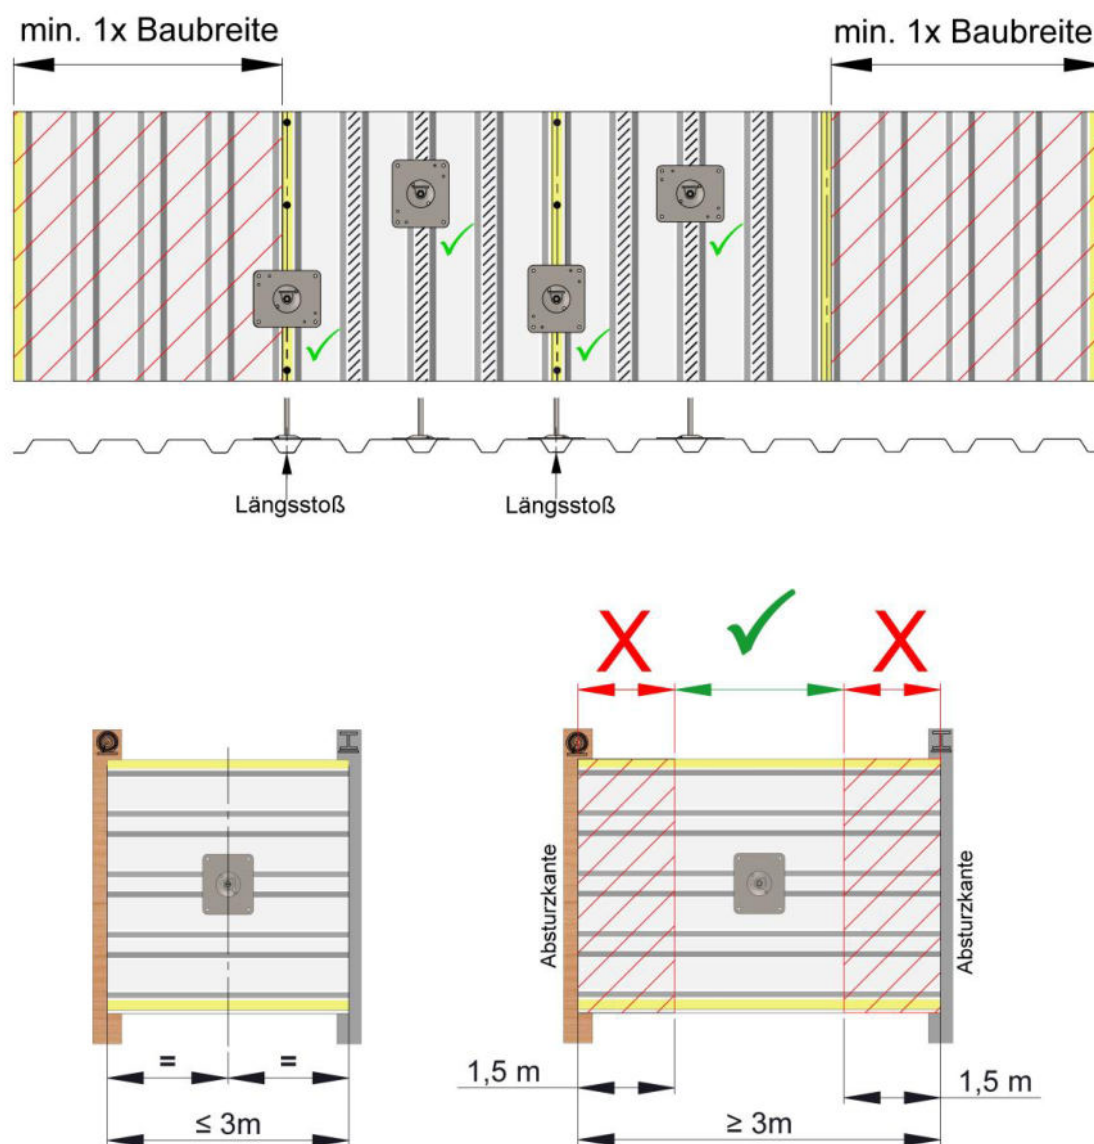 min. 1x Baubreite
min. 1x Baubreite
Längsstoß
Längsstoß
X
X
Absturzkante
Absturzkante
=
=
1,5 m
1,5 m
≤ 3m
≥ 3m